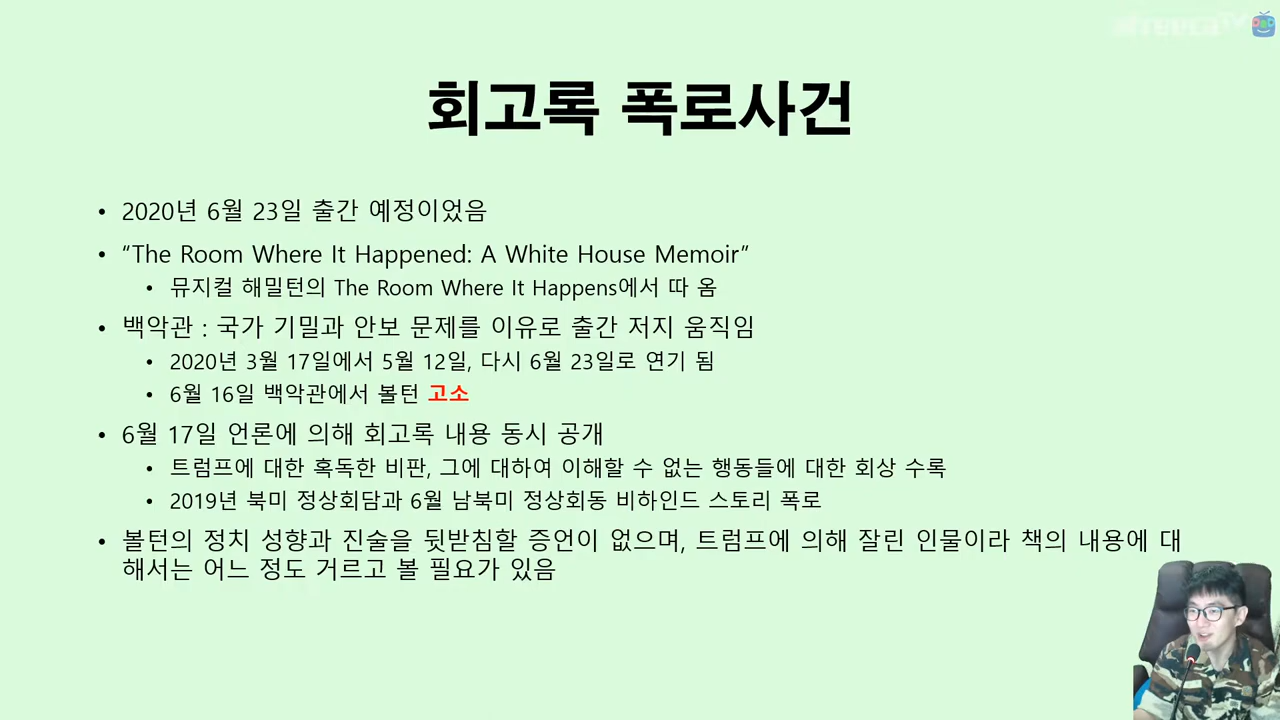 afreecaTV
회고록 폭로사건
• 2020년 6월 23일 출간 예정이었음
• “The Room Where It Happened: A White House Memoir”
• 뮤지컬 해밀턴의 The Room Where It Happens에서 따 옴
• 백악관 : 국가 기밀과 안보 문제를 이유로 출간 저지 움직임
• 2020년 3월 17일에서 5월 12일, 다시 6월 23일로 연기 됨
• 6월 16일 백악관에서 볼턴 고소
• 6월 17일 언론에 의해 회고록 내용 동시 공개
• 트럼프에 대한 혹독한 비판, 그에 대하여 이해할 수 없는 행동들에 대한 회상 수록
• 2019년 북미 정상회담과 6월 남북미 정상회동 비하인드 스토리 폭로
• 볼턴의 정치 성향과 진술을 뒷받침할 증언이 없으며, 트럼프에 의해 잘린 인물이라 책의 내용에 대
해서는 어느 정도 거르고 볼 필요가 있음